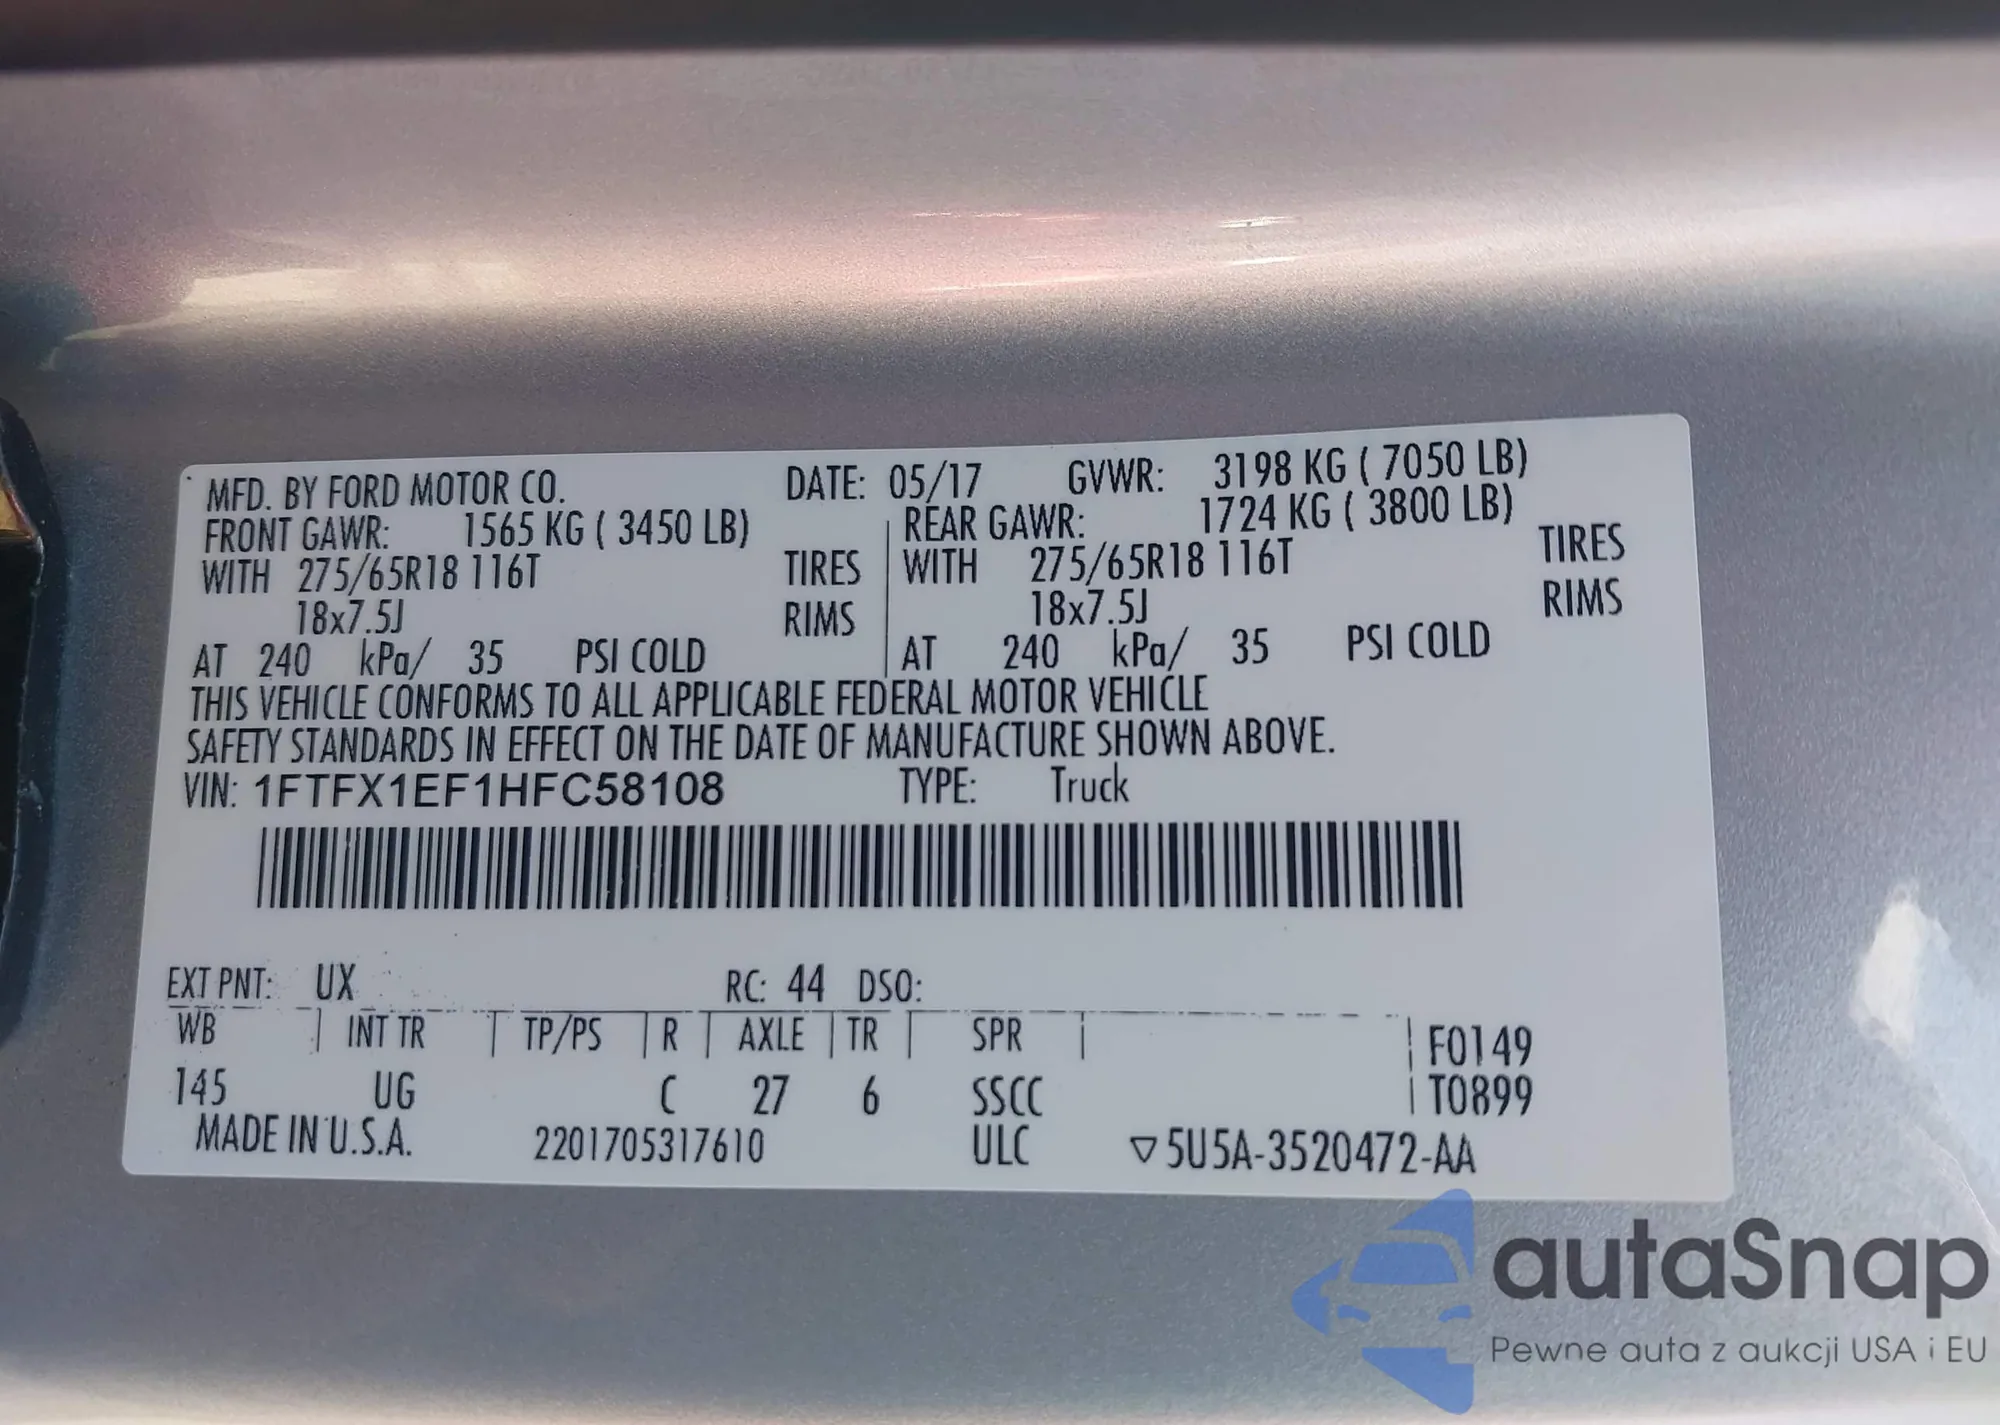 MFD. BY FORD MOTOR CO. DATE: 05/17 GVWR: 3198 KG ( 7050 LB)
FRONT GAWR: 1565 KG ( 3450 LB) REAR GAWR: 1724 KG ( 3800 LB)
WITH 275/65R18 116T TIRES WITH 275/65R18 116T TIRES
18x7.5J RIMS 18x7.5J RIMS
AT 240 kPa/ 35 PSI COLD AT 240 kPa/ 35 PSI COLD
THIS VEHICLE CONFORMS TO ALL APPLICABLE FEDERAL MOTOR VEHICLE
SAFETY STANDARDS IN EFFECT ON THE DATE OF MANUFACTURE SHOWN ABOVE.
VIN: 1FTFX1EF1HFC58108 TYPE: Truck
EXT PNT: UX RC: 44 DSO:
WB INT TR TP/PS R AXLE TR SPR F0149
145 UG C 27 6 SSCC T0899
MADE IN U.S.A. 2201705317610 ULC ▽5U5A-3520472-AA
autaSnap
Pewne auta z aukcji USA i EU